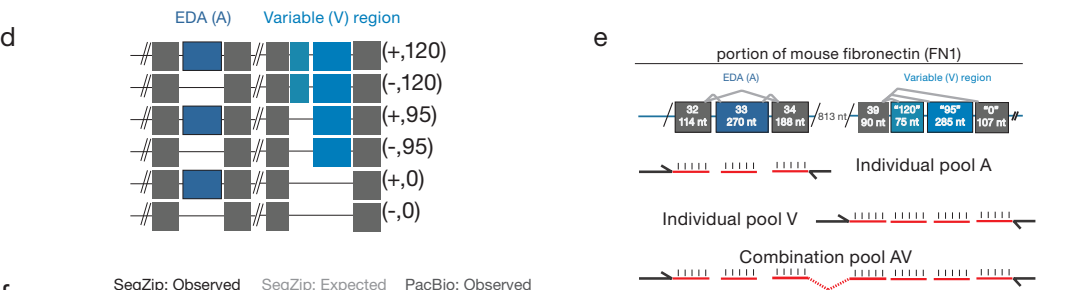 d
EDA (A)
Variable (V) region
(+,120)
(-,120)
(+,95)
(-,95)
(+,0)
(-,0)
e
portion of mouse fibronectin (FN1)
EDA (A)
Variable (V) region
32
114 nt
33
270 nt
34
188 nt
813 nt
39
90 nt
"120"
75 nt
"95"
285 nt
"0"
107 nt
Individual pool A
Individual pool V
Combination pool AV
SeqZip: Observed
SeqZip: Expected
PacBio: Observed